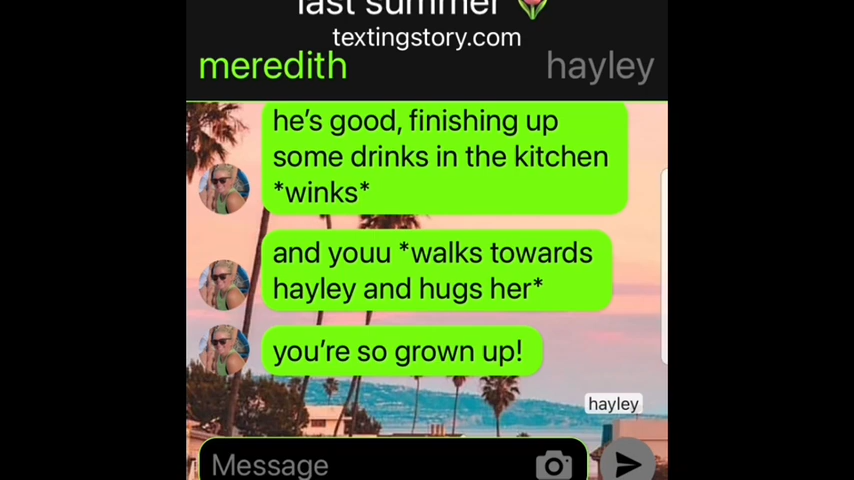 last summer 🌷
textingstory.com
meredith
hayley
he's good, finishing up
some drinks in the kitchen
*winks*
and youu *walks towards
hayley and hugs her*
you're so grown up!
hayley
Message